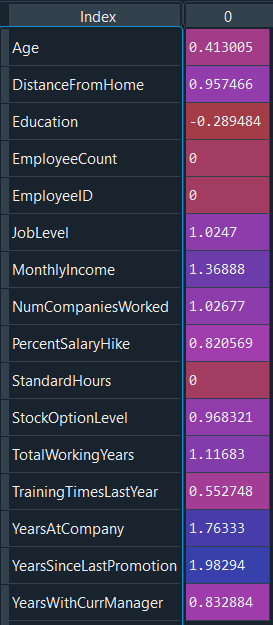 Index 0
Age 0.413005
DistanceFromHome 0.957466
Education -0.289484
EmployeeCount 0
EmployeeID 0
JobLevel 1.0247
MonthlyIncome 1.36888
NumCompaniesWorked 1.02677
PercentSalaryHike 0.820569
StandardHours 0
StockOptionLevel 0.968321
TotalWorkingYears 1.11683
TrainingTimesLastYear 0.552748
YearsAtCompany 1.76333
YearsSinceLastPromotion 1.98294
YearsWithCurrManager 0.832884